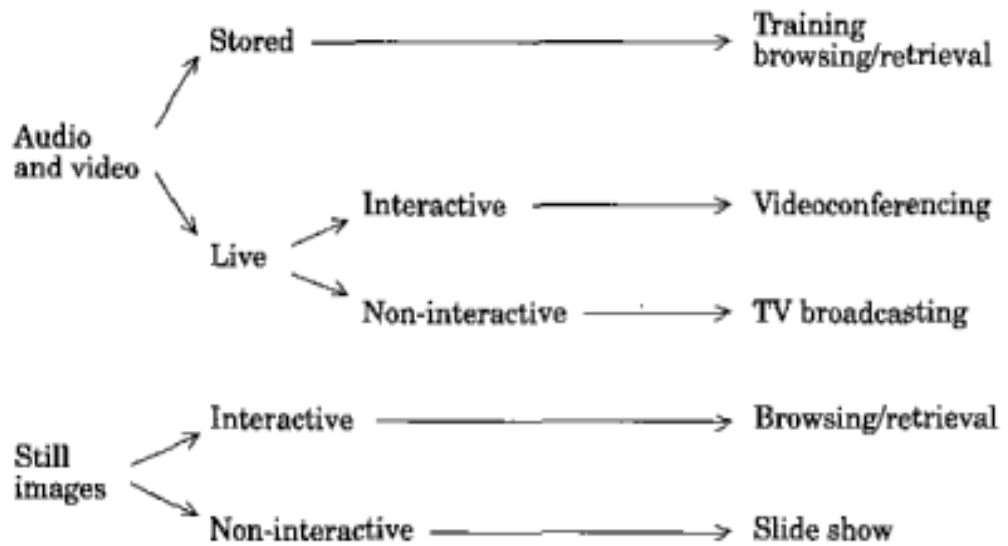 Stored
Training
browsing/retrieval
Audio
and video
Interactive
Videoconferencing
Live
Non-interactive
TV broadcasting
Interactive
Browsing/retrieval
Still
images
Non-interactive
Slide show